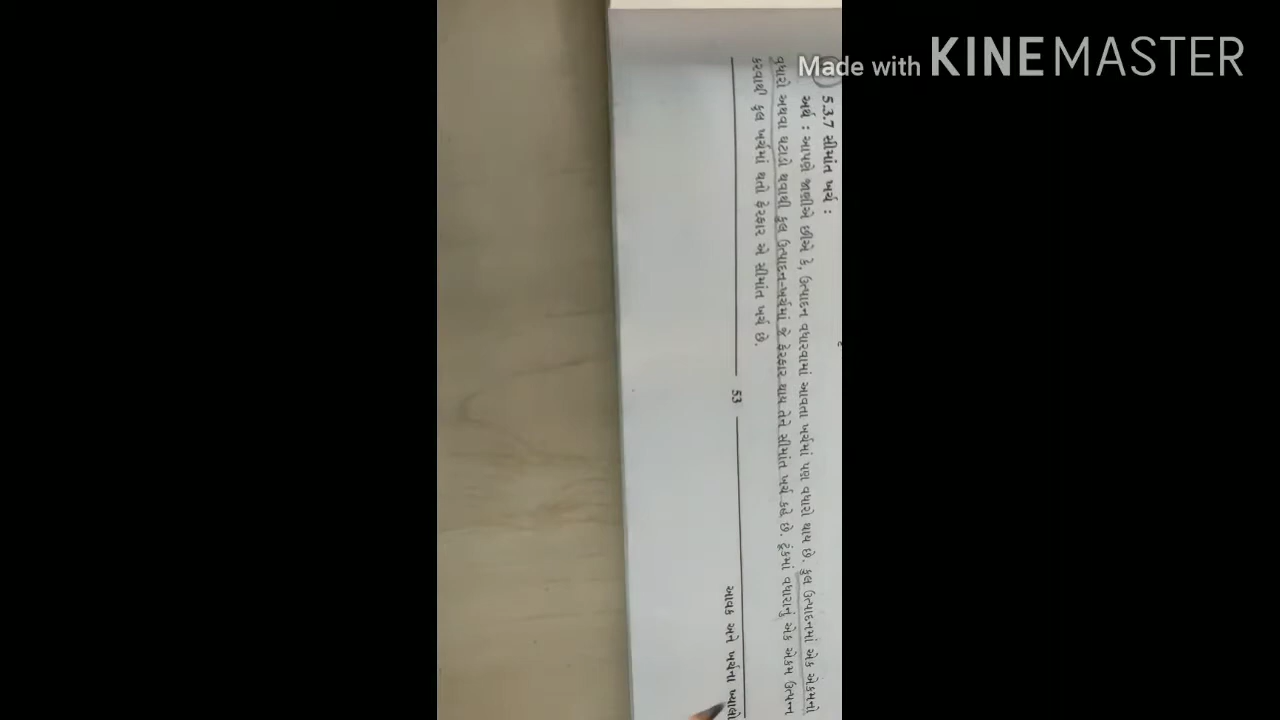 Made with KINEMASTER
5.3.7 સીમાંત ખર્ચ :
અર્થ : આપણે જાણીએ છીએ કે, ઉત્પાદન વધારવામાં આવતા ખર્ચમાં પણ વધારો થાય છે. કુલ ઉત્પાદનમાં એક એકમનો
વધારો અથવા ઘટાડો થવાથી કુલ ઉત્પાદન-ખર્ચમાં જે ફેરફાર થાય તેને સીમાંત ખર્ચ કહે છે. ટૂંકમાં વધારાનું એક એકમ ઉત્પન્ન
કરવાથી કુલ ખર્ચમાં થતો ફેરફાર એ સીમાંત ખર્ચ છે.
53
આવક અને ખર્ચના ખ્યાલો